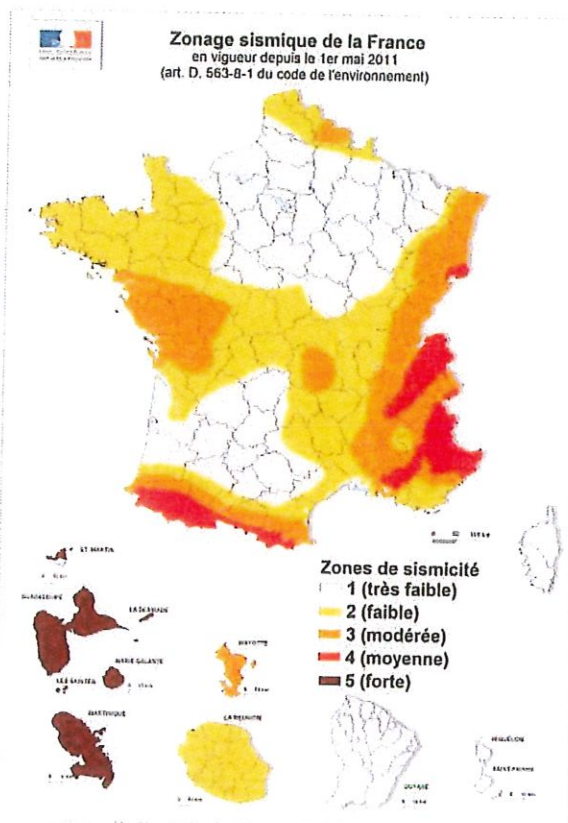 Zonage sismique de la France
en vigueur depuis le 1er mai 2011
(art. D. 563-8-1 du code de l'environnement)
ST MARTIN
GUADELOUPE
LA DESIRADE
MARIE GALANTE
LES SAINTES
MARTINIQUE
MAYOTTE
LA REUNION
Zones de sismicité
1 (très faible)
2 (faible)
3 (modérée)
4 (moyenne)
5 (forte)
GUYANE
MIQUELON
SAINT-PIERRE